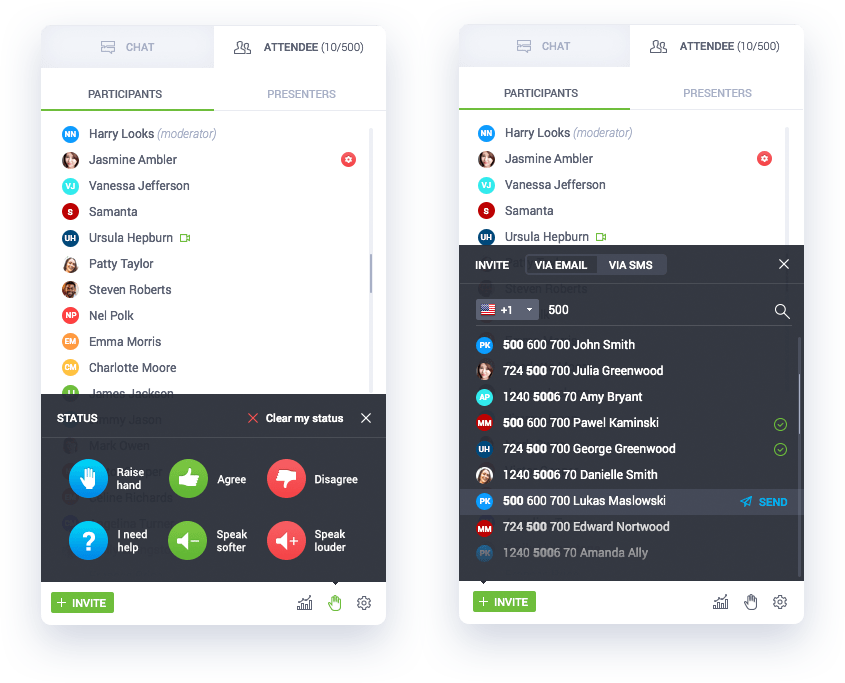 CHAT
ATTENDEE (10/500)
PARTICIPANTS
PRESENTERS
NN Harry Looks (moderator)
Jasmine Ambler
VJ Vanessa Jefferson
S Samanta
UH Ursula Hepburn
Patty Taylor
Steven Roberts
NP Nel Polk
EM Emma Morris
CM Charlotte Moore
JJ James Jackson
Jason
Mark Owen
STATUS
Clear my status
Raise hand
Agree
Disagree
? I need help
Speak softer
Speak louder
+ INVITE
CHAT
ATTENDEE (10/500)
PARTICIPANTS
PRESENTERS
NN Harry Looks (moderator)
Jasmine Ambler
VJ Vanessa Jefferson
S Samanta
UH Ursula Hepburn
INVITE
VIA EMAIL
VIA SMS
Steven Roberts
+1
500
PK 500 600 700 John Smith
724 500 700 Julia Greenwood
AP 1240 5006 70 Amy Bryant
MM 500 600 700 Pawel Kaminski
UH 724 500 700 George Greenwood
1240 5006 70 Danielle Smith
PK 500 600 700 Lukas Maslowski
SEND
MM 724 500 700 Edward Nortwood
PK 1240 5006 70 Amanda Ally
+ INVITE